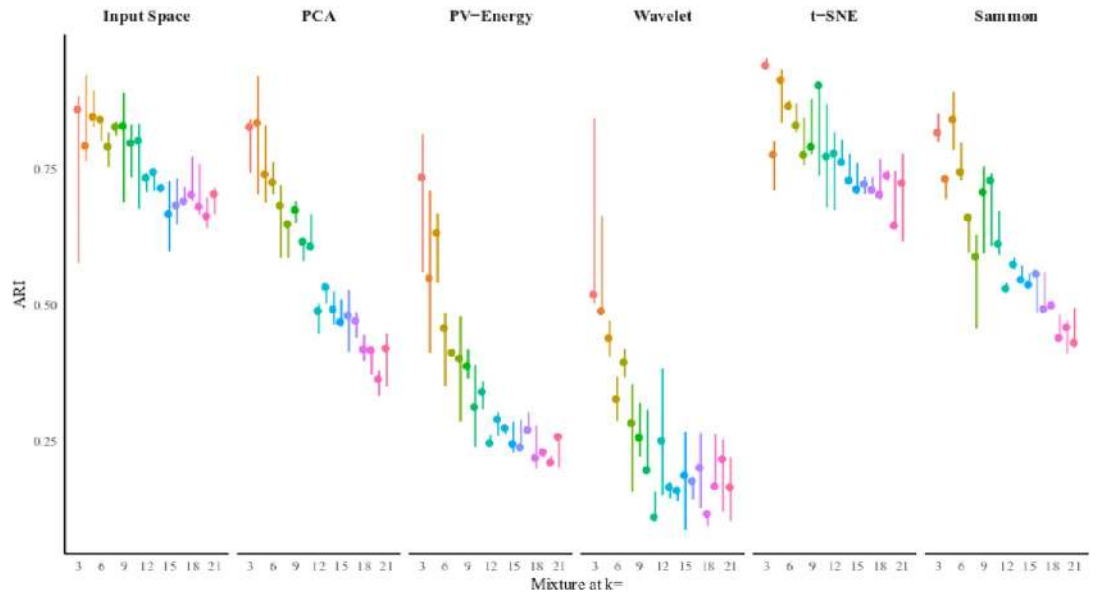 Input Space PCA PV-Energy Wavelet t-SNE Sammon
0.75
0.50
0.25
ARI
3 6 9 12 15 18 21 3 6 9 12 15 18 21 3 6 9 12 15 18 21 3 6 9 12 15 18 21 3 6 9 12 15 18 21 3 6 9 12 15 18 21
Mixture at k=